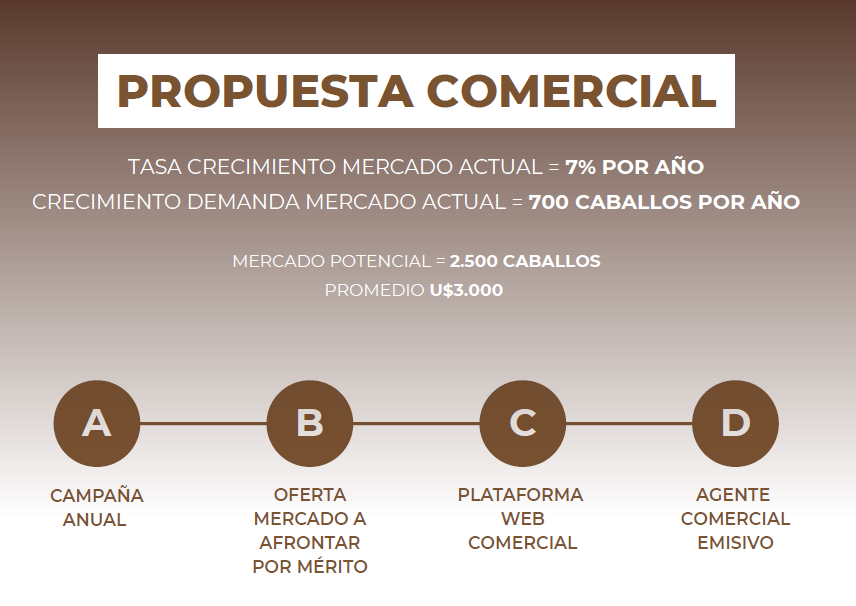 PROPUESTA COMERCIAL
TASA CRECIMIENTO MERCADO ACTUAL = 7% POR AÑO
CRECIMIENTO DEMANDA MERCADO ACTUAL = 700 CABALLOS POR AÑO
MERCADO POTENCIAL = 2.500 CABALLOS
PROMEDIO U$3.000
A
B
C
D
CAMPAÑA
ANUAL
OFERTA
MERCADO A
AFRONTAR
POR MÉRITO
PLATAFORMA
WEB
COMERCIAL
AGENTE
COMERCIAL
EMISIVO